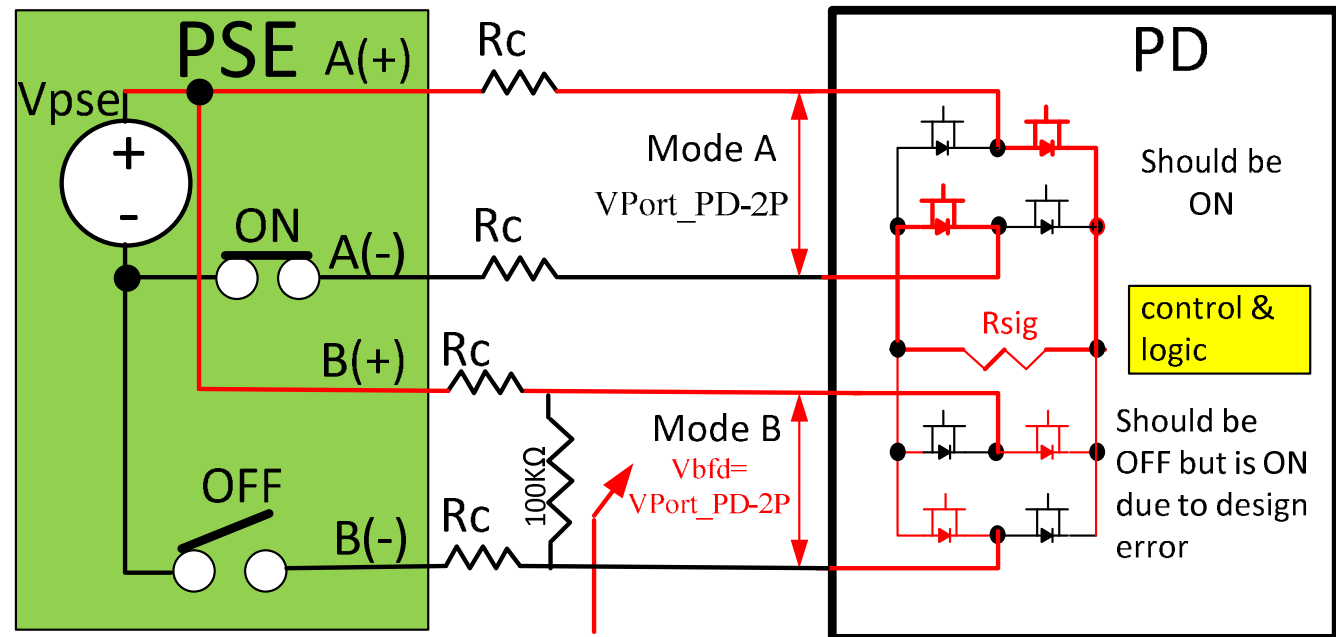 PSE
A(+)
Rc
PD
Vpse
+
-
Mode A
VPort_PD-2P
Should be
ON
ON
A(-)
Rc
control &
logic
Rsig
B(+)
Rc
Mode B
Vbfd=
VPort_PD-2P
100KΩ
Should be
OFF but is ON
due to design
error
OFF
B(-)
Rc